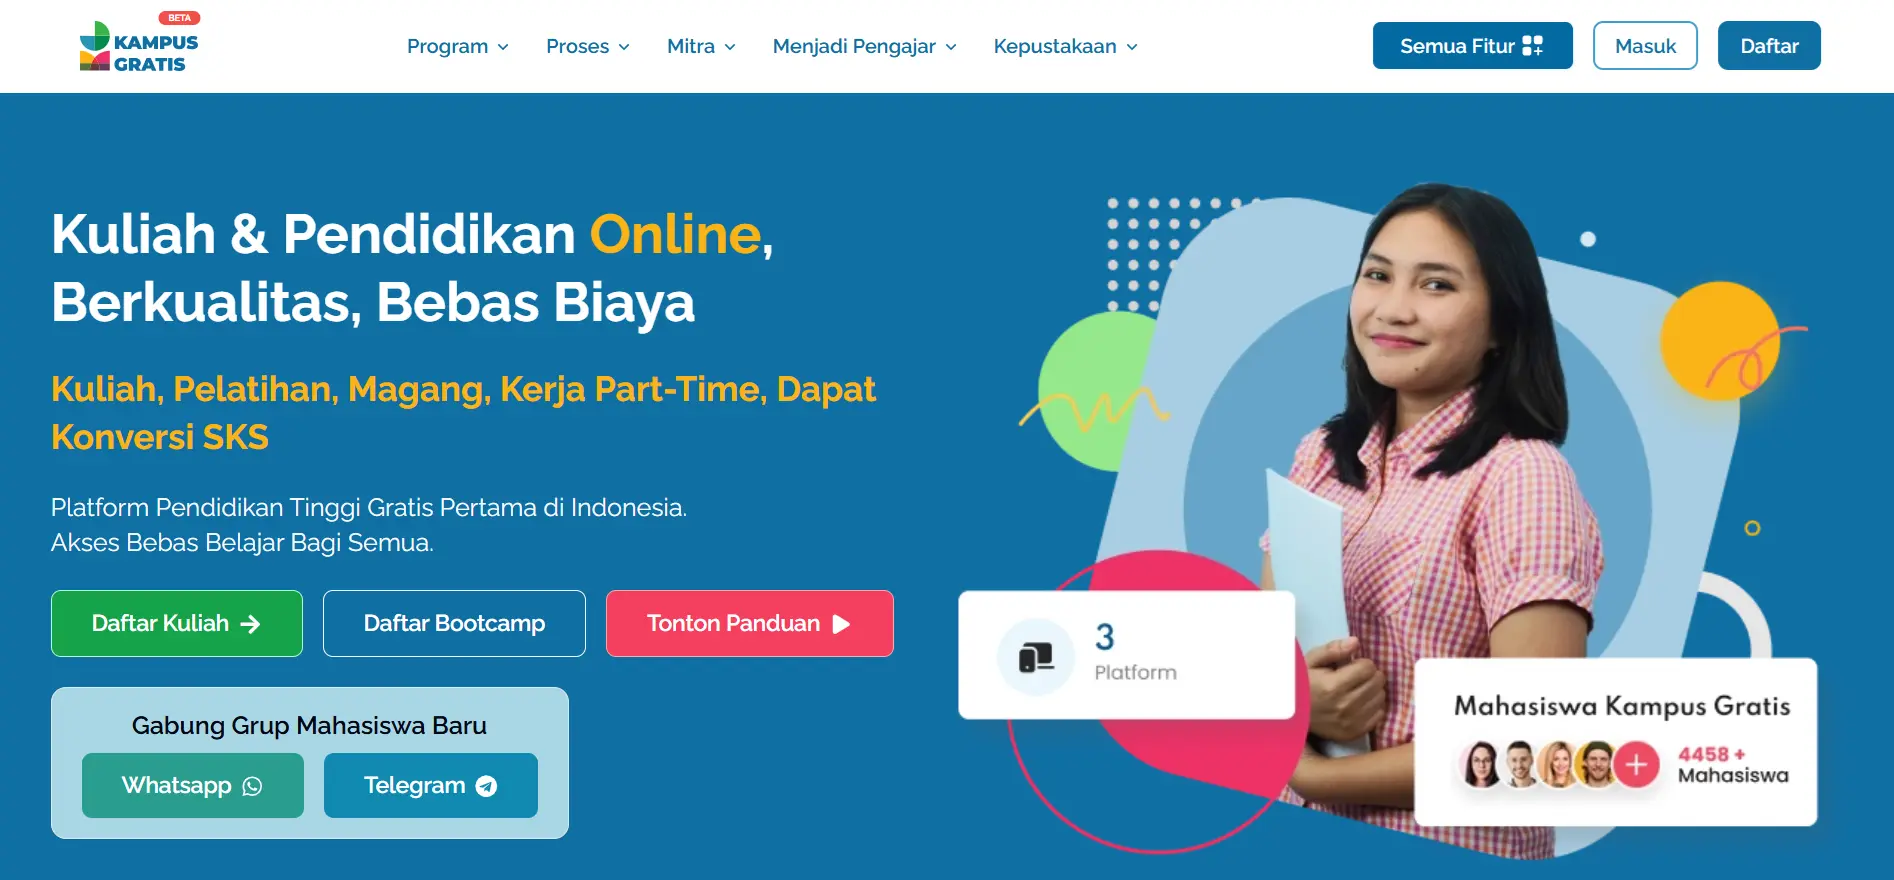 BETA
KAMPUS
GRATIS
Program
Proses
Mitra
Menjadi Pengajar
Kepustakaan
Semua Fitur
Masuk
Daftar
Kuliah & Pendidikan Online,
Berkualitas, Bebas Biaya
Kuliah, Pelatihan, Magang, Kerja Part-Time, Dapat
Konversi SKS
Platform Pendidikan Tinggi Gratis Pertama di Indonesia.
Akses Bebas Belajar Bagi Semua.
Daftar Kuliah
Daftar Bootcamp
Tonton Panduan
Gabung Grup Mahasiswa Baru
Whatsapp
Telegram
3
Platform
Mahasiswa Kampus Gratis
4458 +
Mahasiswa